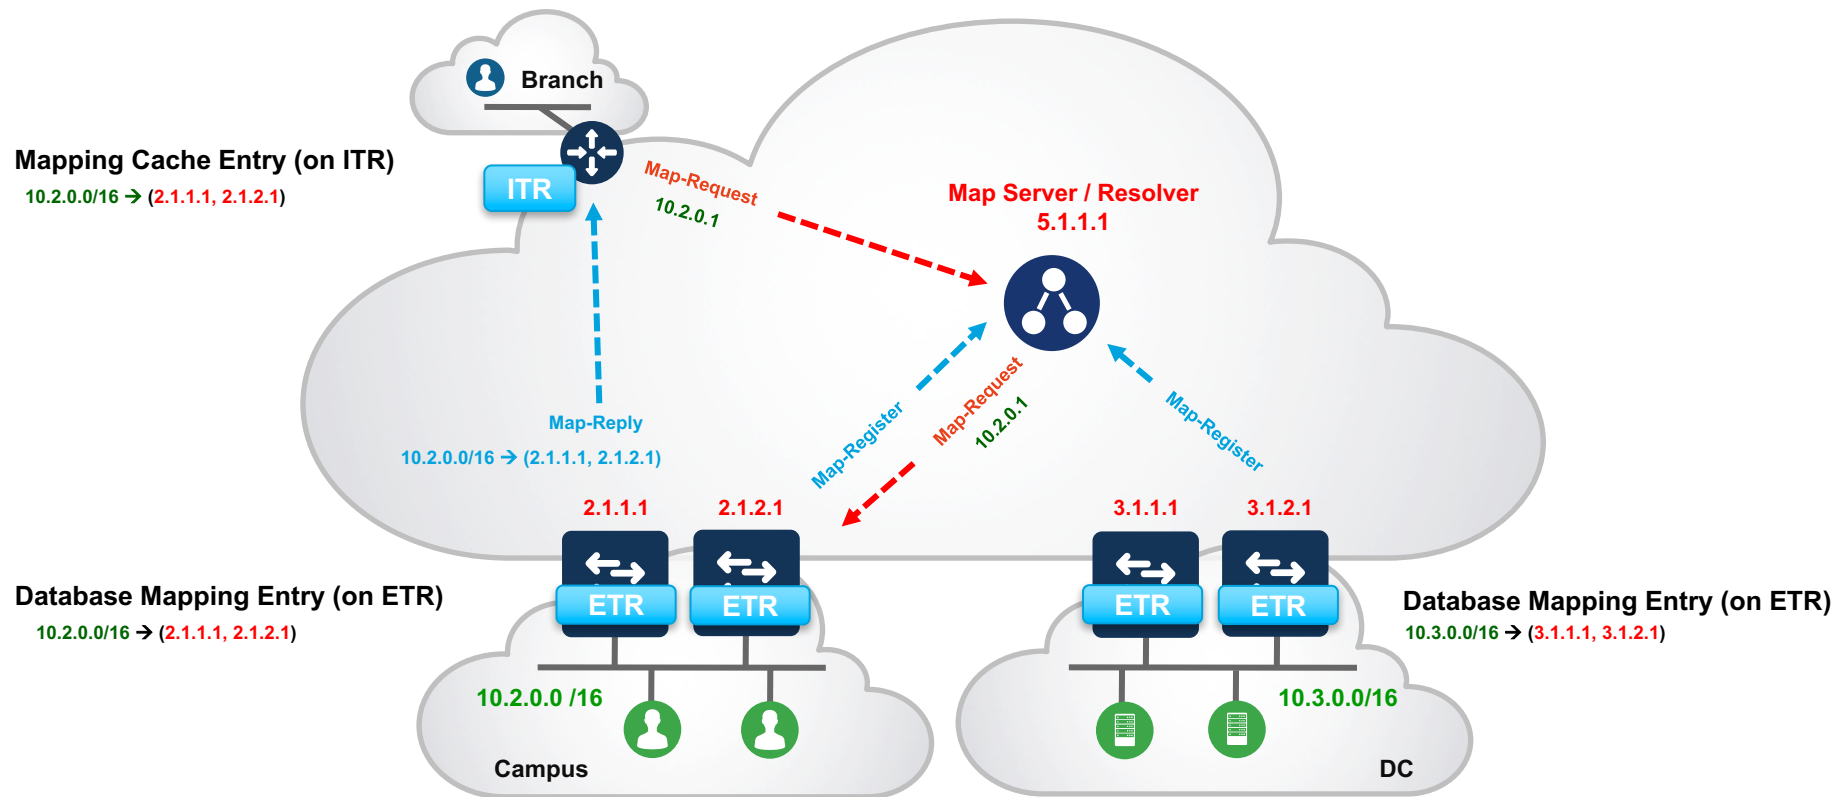 Branch
Mapping Cache Entry (on ITR)
10.2.0.0/16 → (2.1.1.1, 2.1.2.1)
ITR
Map-Request
10.2.0.1
Map Server / Resolver
5.1.1.1
Map-Reply
10.2.0.0/16 → (2.1.1.1, 2.1.2.1)
Map-Register
Map-Request
10.2.0.1
Map-Register
2.1.1.1
2.1.2.1
3.1.1.1
3.1.2.1
Database Mapping Entry (on ETR)
10.2.0.0/16 → (2.1.1.1, 2.1.2.1)
ETR
ETR
ETR
ETR
Database Mapping Entry (on ETR)
10.3.0.0/16 → (3.1.1.1, 3.1.2.1)
10.2.0.0 /16
10.3.0.0/16
Campus
DC